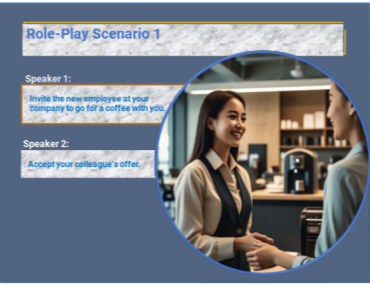 Role-Play Scenario 1
Speaker 1:
Invite the new employee at your
company to go for a coffee with you.
Speaker 2:
Accept your colleague's offer.